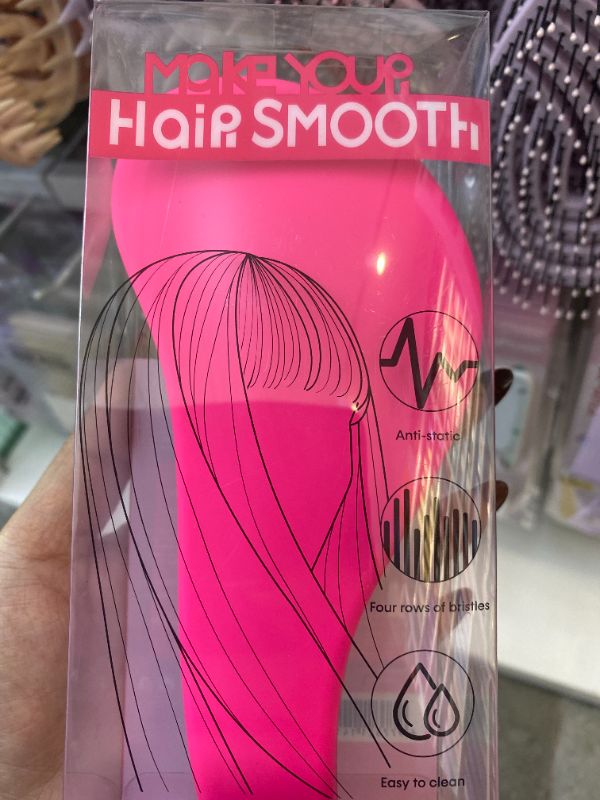 MAKE YOUR
Hair SMOOTH
Anti-static
Four rows of bristles
Easy to clean